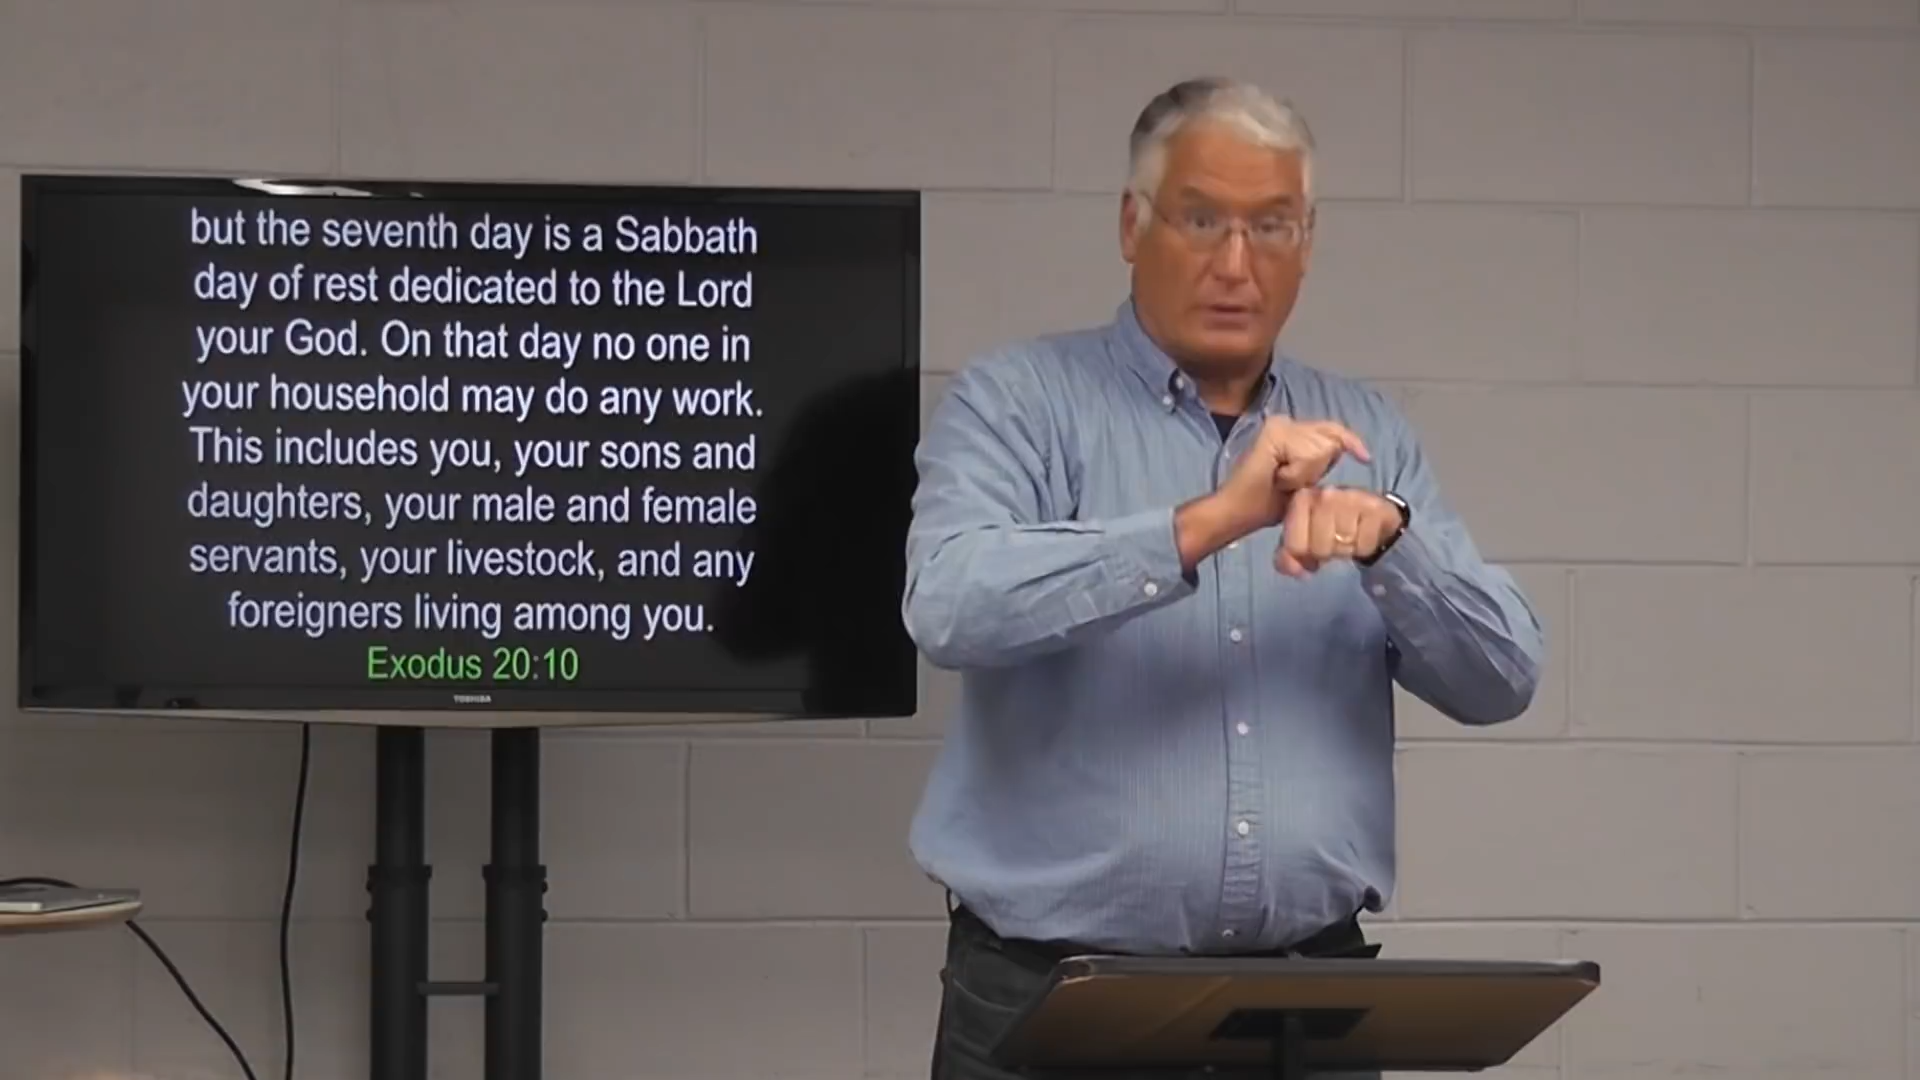 but the seventh day is a Sabbath
day of rest dedicated to the Lord
your God. On that day no one in
your household may do any work.
This includes you, your sons and
daughters, your male and female
servants, your livestock, and any
foreigners living among you.
Exodus 20:10
TOSHIBA